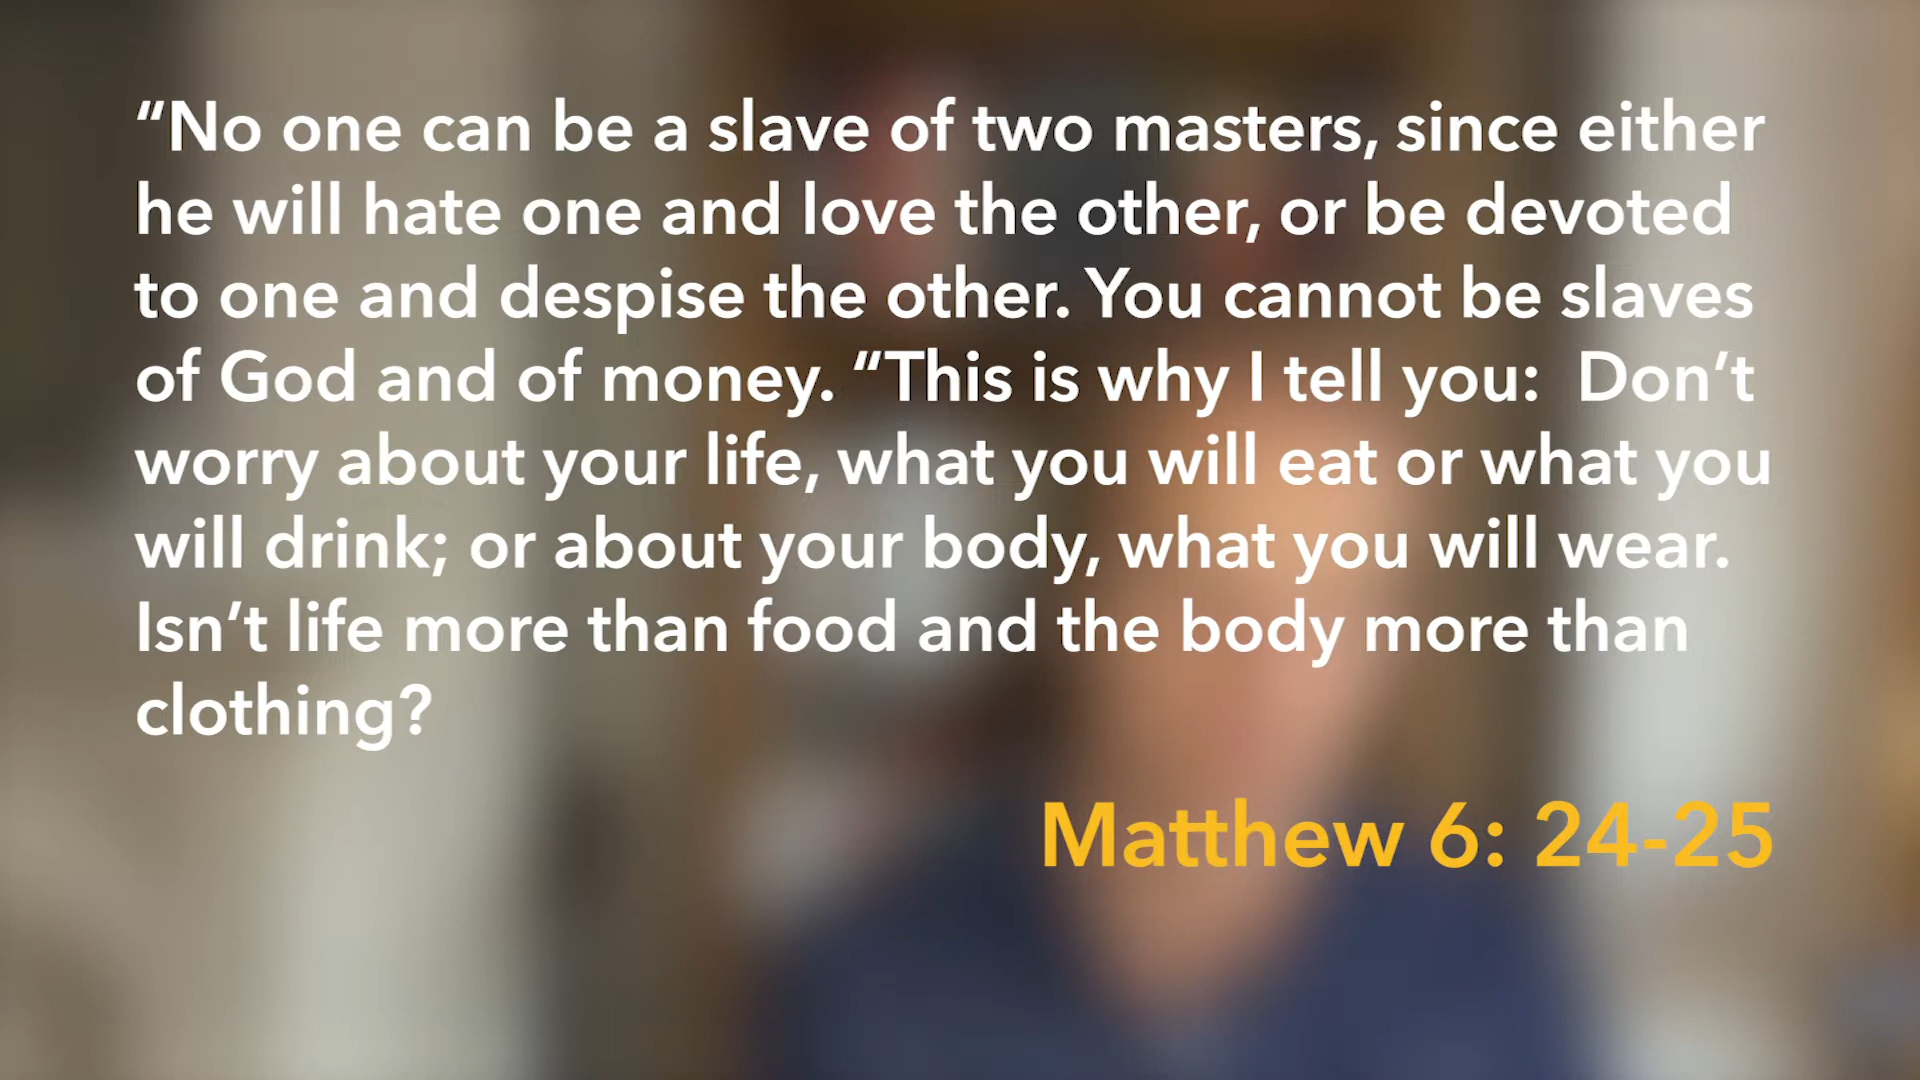 “No one can be a slave of two masters, since either
he will hate one and love the other, or be devoted
to one and despise the other. You cannot be slaves
of God and of money. “This is why I tell you:  Don’t
worry about your life, what you will eat or what you
will drink; or about your body, what you will wear.
Isn’t life more than food and the body more than
clothing?
Matthew 6: 24-25